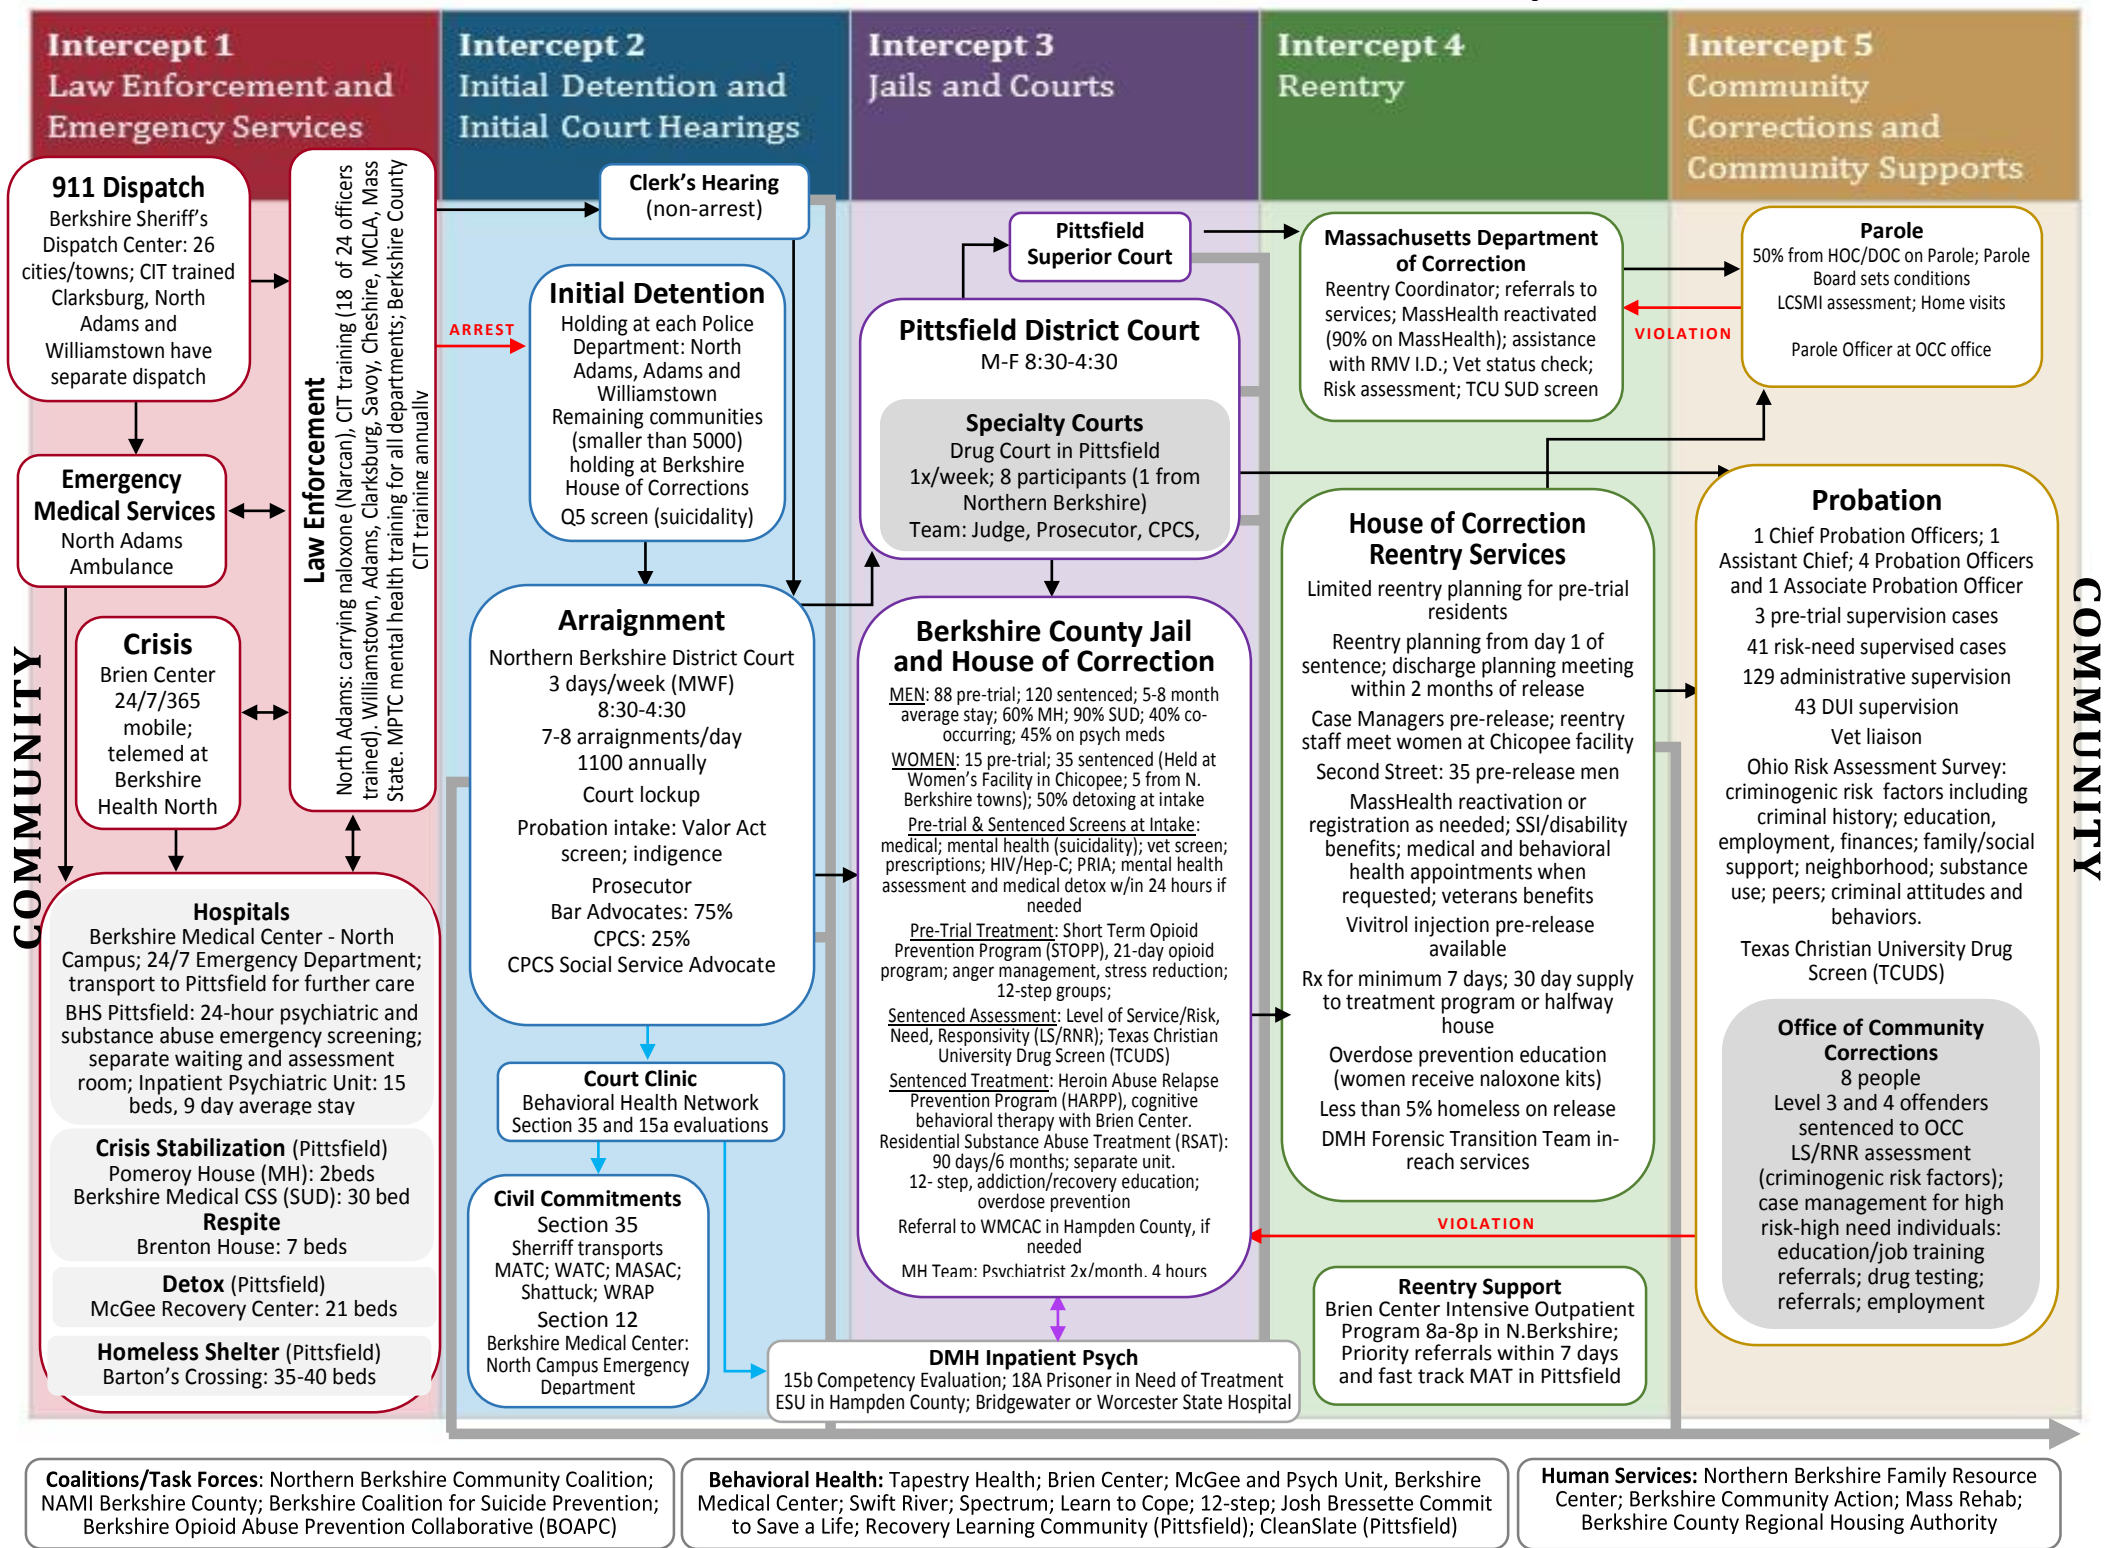 Intercept 1
Law Enforcement and
Emergency Services
Intercept 2
Initial Detention and
Initial Court Hearings
Intercept 3
Jails and Courts
Intercept 4
Reentry
Intercept 5
Community
Corrections and
Community Supports
COMMUNITY
911 Dispatch
Berkshire Sheriff's
Dispatch Center: 26
cities/towns; CIT trained
Clarksburg, North
Adams and
Williamstown have
separate dispatch
Emergency
Medical Services
North Adams
Ambulance
Crisis
Brien Center
24/7/365
mobile;
telemed at
Berkshire
Health North
Law Enforcement
North Adams: carrying naloxone (Narcan), CIT training (18 of 24 officers
trained). Williamstown, Adams, Clarksburg, Savoy, Cheshire, MCLA, Mass
State. MPTC mental health training for all departments; Berkshire County
CIT training annually
Hospitals
Berkshire Medical Center - North
Campus; 24/7 Emergency Department;
transport to Pittsfield for further care
BHS Pittsfield: 24-hour psychiatric and
substance abuse emergency screening;
separate waiting and assessment
room; Inpatient Psychiatric Unit: 15
beds, 9 day average stay
Crisis Stabilization (Pittsfield)
Pomeroy House (MH): 2beds
Berkshire Medical CSS (SUD): 30 bed
Respite
Brenton House: 7 beds
Detox (Pittsfield)
McGee Recovery Center: 21 beds
Homeless Shelter (Pittsfield)
Barton's Crossing: 35-40 beds
ARREST
Clerk's Hearing
(non-arrest)
Initial Detention
Holding at each Police
Department: North
Adams, Adams and
Williamstown
Remaining communities
(smaller than 5000)
holding at Berkshire
House of Corrections
Q5 screen (suicidality)
Arraignment
Northern Berkshire District Court
3 days/week (MWF)
8:30-4:30
7-8 arraignments/day
1100 annually
Court lockup
Probation intake: Valor Act
screen; indigence
Prosecutor
Bar Advocates: 75%
CPCS: 25%
CPCS Social Service Advocate
Court Clinic
Behavioral Health Network
Section 35 and 15a evaluations
Civil Commitments
Section 35
Sherriff transports
MATC; WATC; MASAC;
Shattuck; WRAP
Section 12
Berkshire Medical Center:
North Campus Emergency
Department
Pittsfield
Superior Court
Pittsfield District Court
M-F 8:30-4:30
Specialty Courts
Drug Court in Pittsfield
1x/week; 8 participants (1 from
Northern Berkshire)
Team: Judge, Prosecutor, CPCS,
Berkshire County Jail
and House of Correction
MEN: 88 pre-trial; 120 sentenced; 5-8 month
average stay; 60% MH; 90% SUD; 40% co-
occurring; 45% on psych meds
WOMEN: 15 pre-trial; 35 sentenced (Held at
Women's Facility in Chicopee; 5 from N.
Berkshire towns); 50% detoxing at intake
Pre-trial & Sentenced Screens at Intake:
medical; mental health (suicidality); vet screen;
prescriptions; HIV/Hep-C; PRIA; mental health
assessment and medical detox w/in 24 hours if
needed
Pre-Trial Treatment: Short Term Opioid
Prevention Program (STOPP), 21-day opioid
program; anger management, stress reduction;
12-step groups;
Sentenced Assessment: Level of Service/Risk,
Need, Responsivity (LS/RNR); Texas Christian
University Drug Screen (TCUDS)
Sentenced Treatment: Heroin Abuse Relapse
Prevention Program (HARPP), cognitive
behavioral therapy with Brien Center.
Residential Substance Abuse Treatment (RSAT):
90 days/6 months; separate unit.
12- step, addiction/recovery education;
overdose prevention
Referral to WMCAC in Hampden County, if
needed
MH Team: Psychiatrist 2x/month, 4 hours
DMH Inpatient Psych
15b Competency Evaluation; 18A Prisoner in Need of Treatment
ESU in Hampden County; Bridgewater or Worcester State Hospital
Massachusetts Department
of Correction
Reentry Coordinator; referrals to
services; MassHealth reactivated
(90% on MassHealth); assistance
with RMV I.D.; Vet status check;
Risk assessment; TCU SUD screen
House of Correction
Reentry Services
Limited reentry planning for pre-trial
residents
Reentry planning from day 1 of
sentence; discharge planning meeting
within 2 months of release
Case Managers pre-release; reentry
staff meet women at Chicopee facility
Second Street: 35 pre-release men
MassHealth reactivation or
registration as needed; SSI/disability
benefits; medical and behavioral
health appointments when
requested; veterans benefits
Vivitrol injection pre-release
available
Rx for minimum 7 days; 30 day supply
to treatment program or halfway
house
Overdose prevention education
(women receive naloxone kits)
Less than 5% homeless on release
DMH Forensic Transition Team in-
reach services
VIOLATION
Reentry Support
Brien Center Intensive Outpatient
Program 8a-8p in N.Berkshire;
Priority referrals within 7 days
and fast track MAT in Pittsfield
VIOLATION
Parole
50% from HOC/DOC on Parole; Parole
Board sets conditions
LCSMI assessment; Home visits
Parole Officer at OCC office
Probation
1 Chief Probation Officers; 1
Assistant Chief; 4 Probation Officers
and 1 Associate Probation Officer
3 pre-trial supervision cases
41 risk-need supervised cases
129 administrative supervision
43 DUI supervision
Vet liaison
Ohio Risk Assessment Survey:
criminogenic risk factors including
criminal history; education,
employment, finances; family/social
support; neighborhood; substance
use; peers; criminal attitudes and
behaviors.
Texas Christian University Drug
Screen (TCUDS)
Office of Community
Corrections
8 people
Level 3 and 4 offenders
sentenced to OCC
LS/RNR assessment
(criminogenic risk factors);
case management for high
risk-high need individuals:
education/job training
referrals; drug testing;
referrals; employment
COMMUNITY
Coalitions/Task Forces: Northern Berkshire Community Coalition;
NAMI Berkshire County; Berkshire Coalition for Suicide Prevention;
Berkshire Opioid Abuse Prevention Collaborative (BOAPC)
Behavioral Health: Tapestry Health; Brien Center; McGee and Psych Unit, Berkshire
Medical Center; Swift River; Spectrum; Learn to Cope; 12-step; Josh Bressette Commit
to Save a Life; Recovery Learning Community (Pittsfield); CleanSlate (Pittsfield)
Human Services: Northern Berkshire Family Resource
Center; Berkshire Community Action; Mass Rehab;
Berkshire County Regional Housing Authority